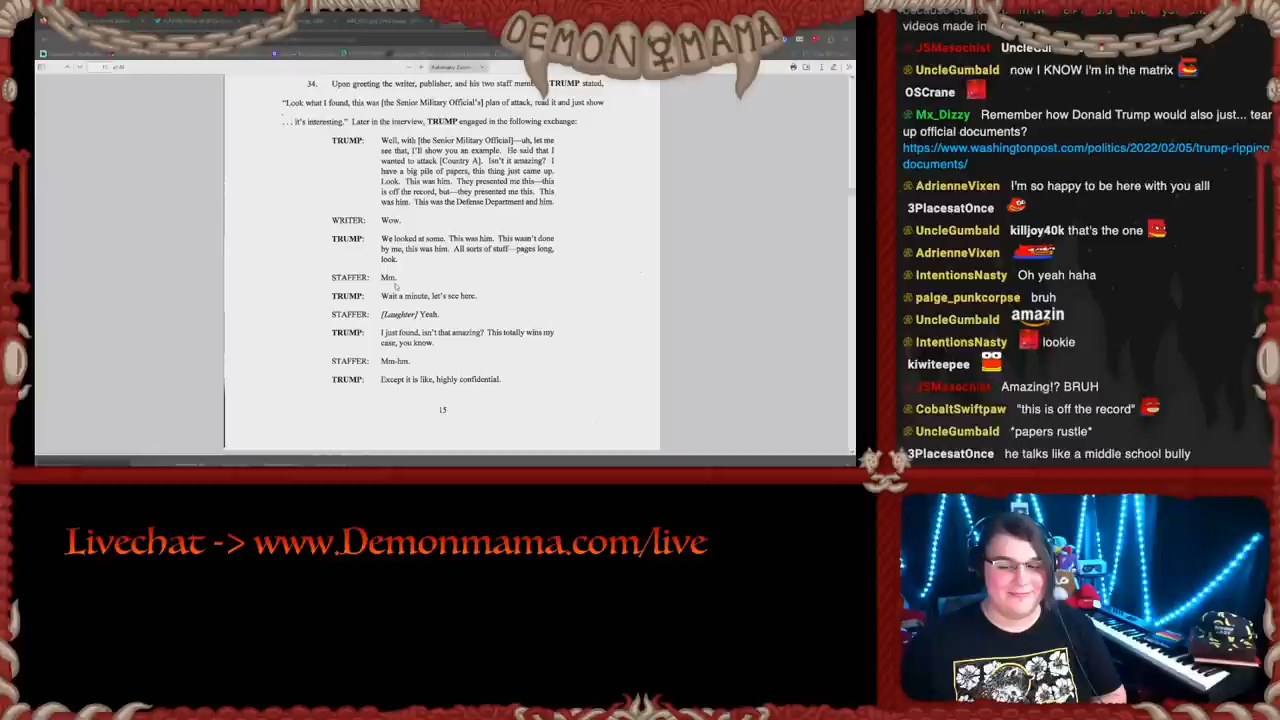 DEMON MAMA
34. Upon greeting the writer, publisher, and his two staff mem TRUMP stated,
"Look what I found, this was [the Senior Military Official's] plan of attack, read it and just show
. . . it's interesting." Later in the interview, TRUMP engaged in the following exchange:
TRUMP: Well, with [the Senior Military Official]—uh, let me
see that, I'll show you an example. He said that I
wanted to attack [Country A]. Isn't it amazing? I
have a big pile of papers, this thing just came up.
Look. This was him. They presented me this—this
is off the record, but—they presented me this. This
was him. This was the Defense Department and him.
WRITER: Wow.
TRUMP: We looked at some. This was him. This wasn't done
by me, this was him. All sorts of stuff—pages long,
look.
STAFFER: Mm.
TRUMP: Wait a minute, let's see here.
STAFFER: [Laughter] Yeah.
TRUMP: I just found, isn't that amazing? This totally wins my
case, you know.
STAFFER: Mm-hm.
TRUMP: Except it is like, highly confidential.
15
videos made in
JSMasochist UncleGu
UncleGumbald now I KNOW i'm in the matrix
OSCrane
Mx_Dizzy Remember how Donald Trump would also just... tear
up official documents?
https://www.washingtonpost.com/politics/2022/02/05/trump-ripping
documents/
AdrienneVixen I'm so happy to be here with you alll
3PlacesatOnce
UncleGumbald killjoy40k that's the one
AdrienneVixen
IntentionsNasty Oh yeah haha
paige_punkcorpse bruh
UncleGumbald amazin
IntentionsNasty lookie
kiwiteepee
JSMasochist Amazing!? BRUH
CobaltSwiftpaw "this is off the record"
UncleGumbald *papers rustle*
3PlacesatOnce he talks like a middle school bully
Livechat -> www.Demonmama.com/live